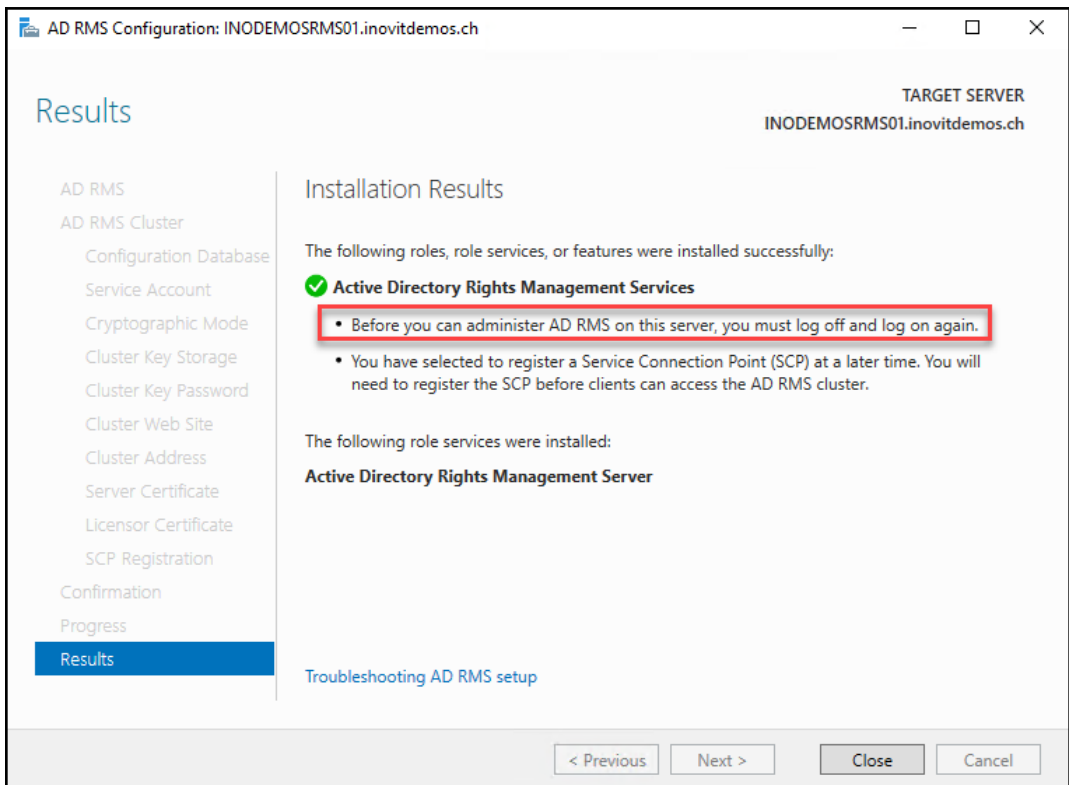 AD RMS Configuration: INODEMOSRMS01.inovitdemos.ch
Results
TARGET SERVER
INODEMOSRMS01.inovitdemos.ch
AD RMS
AD RMS Cluster
Configuration Database
Service Account
Cryptographic Mode
Cluster Key Storage
Cluster Key Password
Cluster Web Site
Cluster Address
Server Certificate
Licensor Certificate
SCP Registration
Confirmation
Progress
Results
Installation Results
The following roles, role services, or features were installed successfully:
Active Directory Rights Management Services
• Before you can administer AD RMS on this server, you must log off and log on again.
• You have selected to register a Service Connection Point (SCP) at a later time. You will
need to register the SCP before clients can access the AD RMS cluster.
The following role services were installed:
Active Directory Rights Management Server
Troubleshooting AD RMS setup
< Previous
Next >
Close
Cancel